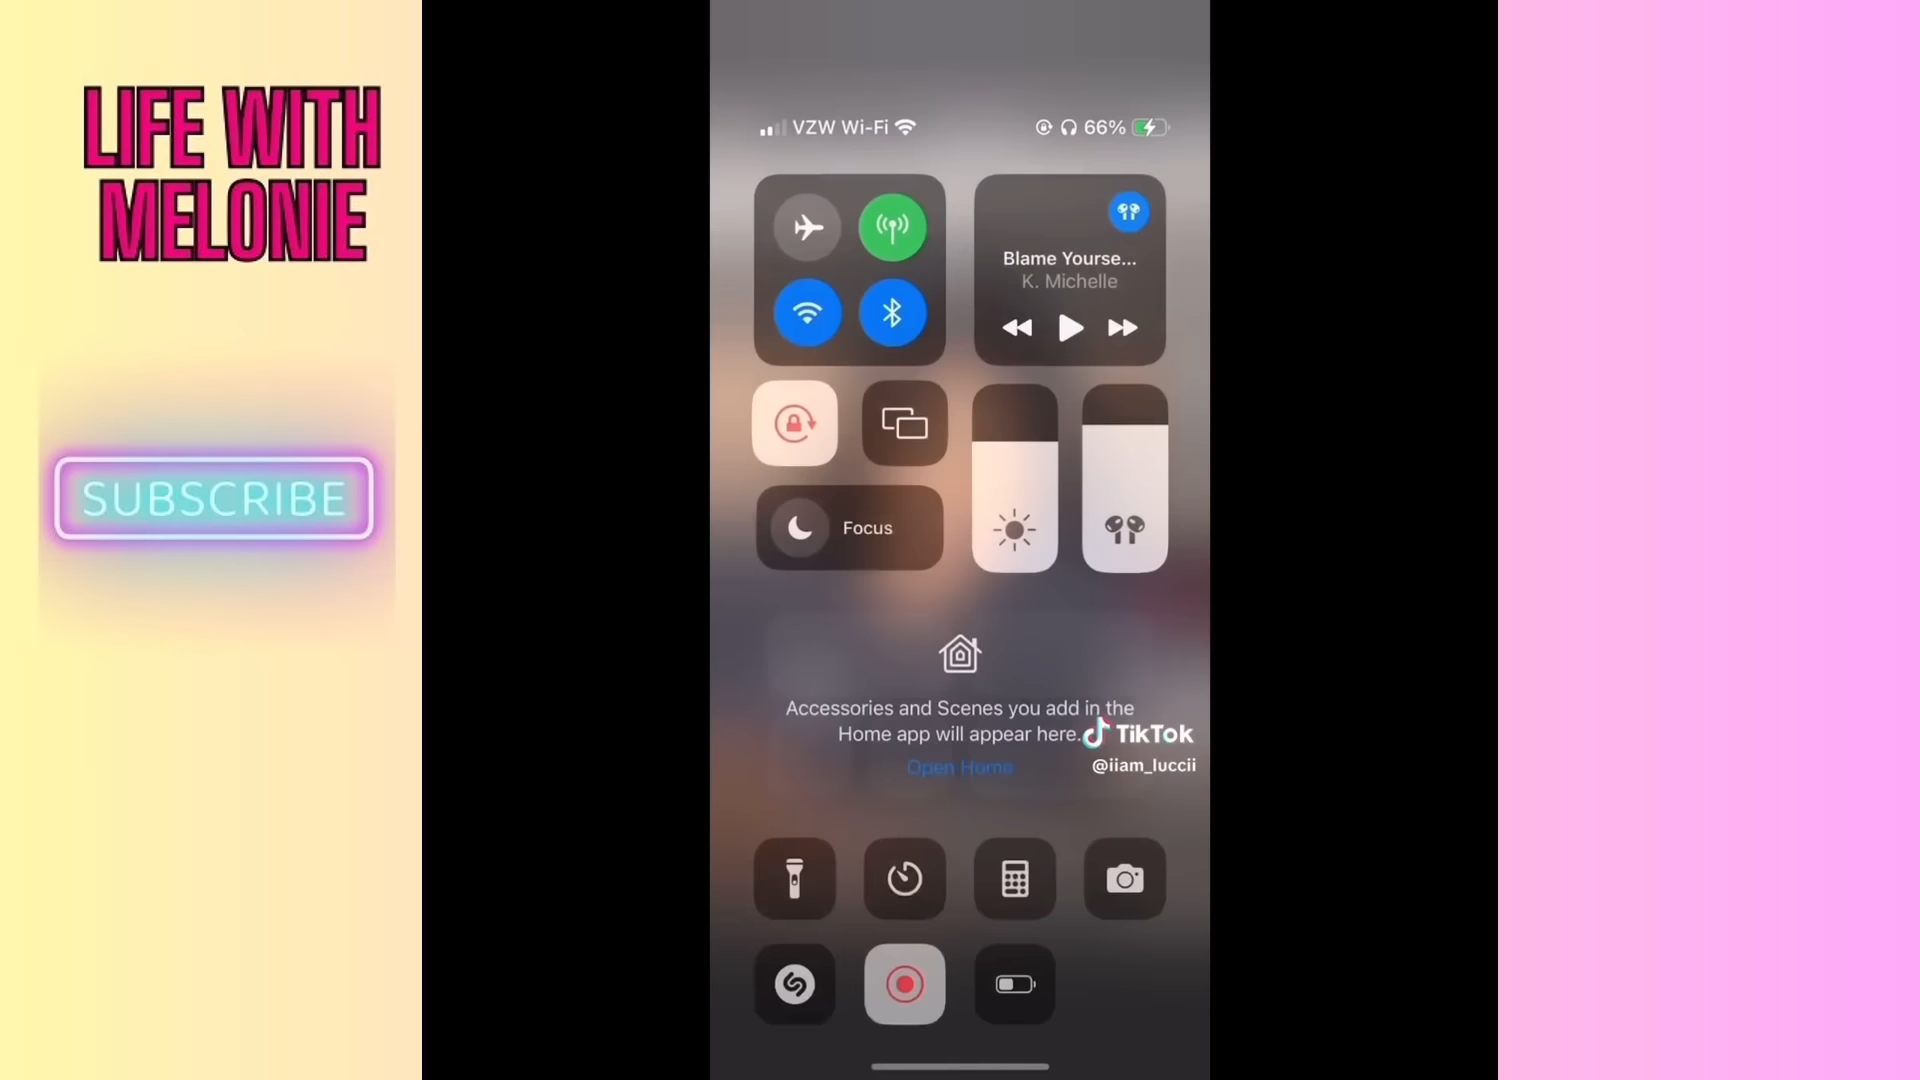 LIFE WITH
MELONIE
SUBSCRIBE
VZW Wi-Fi
66%
Blame Yourse...
K. Michelle
Focus
Accessories and Scenes you add in the
Home app will appear here.
Open Home
TikTok
@iiam_luccii